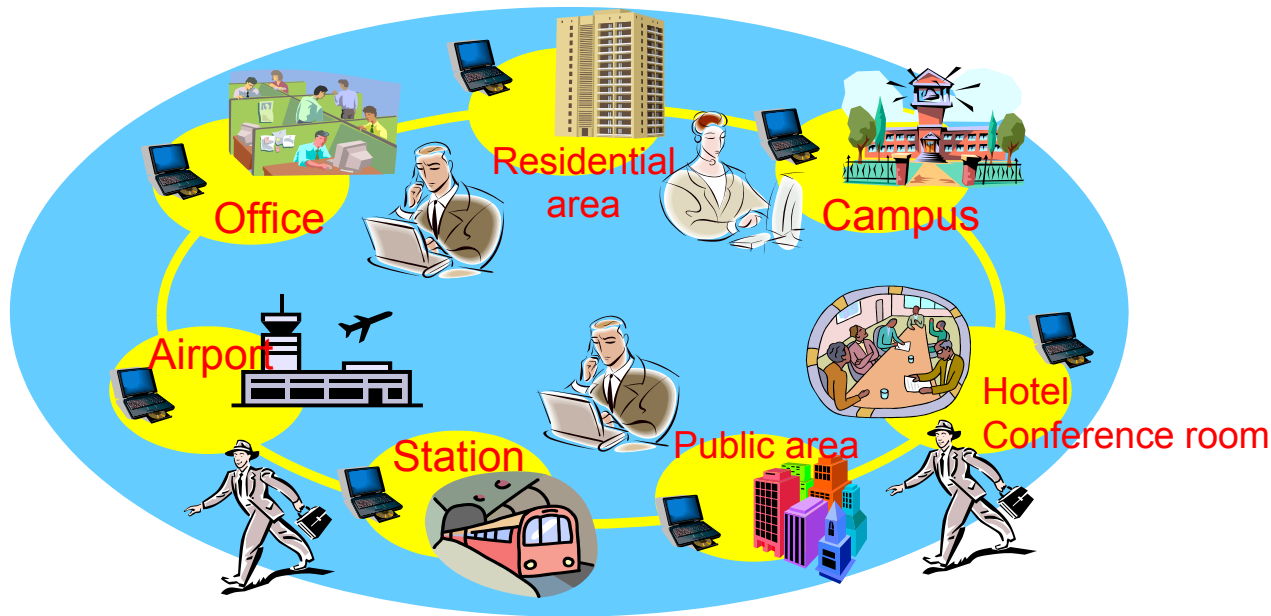 Residential
area
Office
Campus
Airport
Hotel
Conference room
Station
Public area